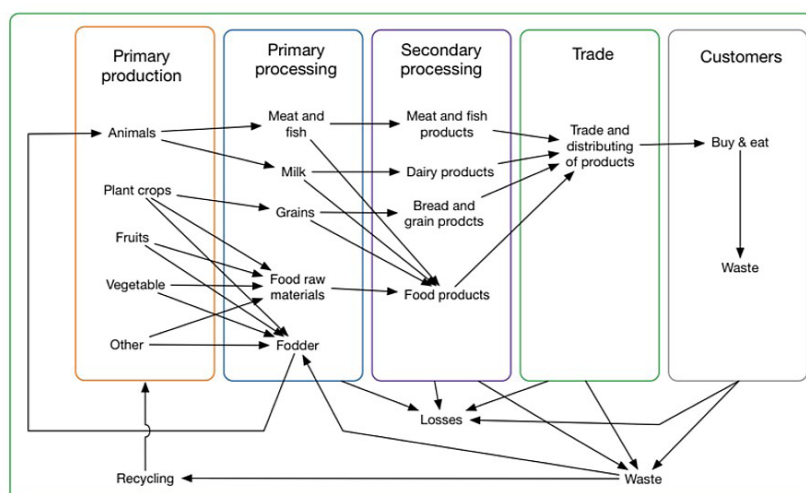 Primary
production
Primary
processing
Secondary
processing
Trade
Customers
Animals
Plant crops
Fruits
Vegetable
Other
Meat and
fish
Milk
Grains
Food raw
materials
Fodder
Meat and fish
products
Dairy products
Bread and
grain prodcts
Food products
Trade and
distributing
of products
Buy & eat
Waste
Losses
Recycling
Waste